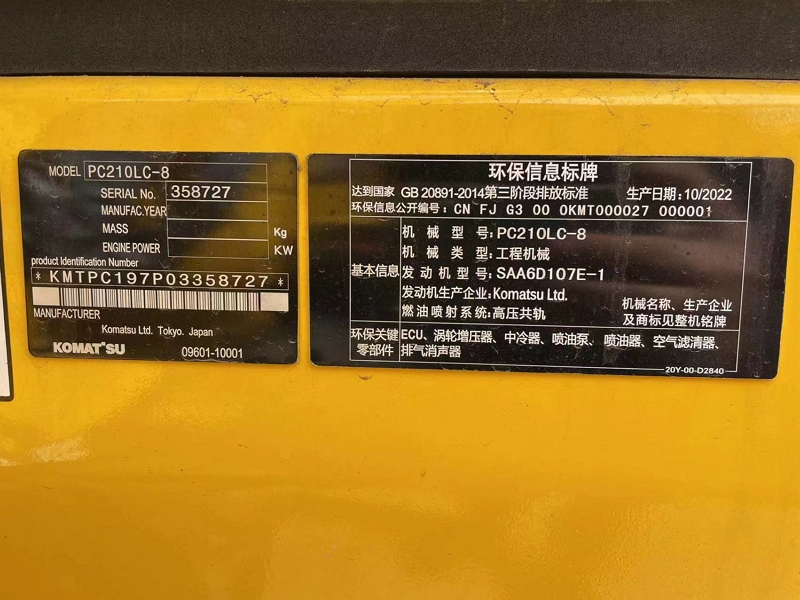 MODEL PC210LC-8
SERIAL No. 358727
MANUFAC.YEAR
MASS Kg
ENGINE POWER KW
product Identification Number
*KMTPC197P03358727*
MANUFACTURER
Komatsu Ltd. Tokyo. Japan
KOMATSU 09601-10001
环保信息标牌
达到国家 GB 20891-2014第三阶段排放标准 生产日期:10/2022
环保信息公开编号: CN FJ G3 00 0KMT000027 000001
基本信息
机械型号:PC210LC-8
机械类型:工程机械
发动机型号:SAA6D107E-1
发动机生产企业:Komatsu Ltd.
燃油喷射系统:高压共轨
机械名称、生产企业
及商标见整机铭牌
环保关键
零部件
ECU、涡轮增压器、中冷器、喷油泵、喷油器、空气滤清器、
排气消声器
20Y-00-D2840